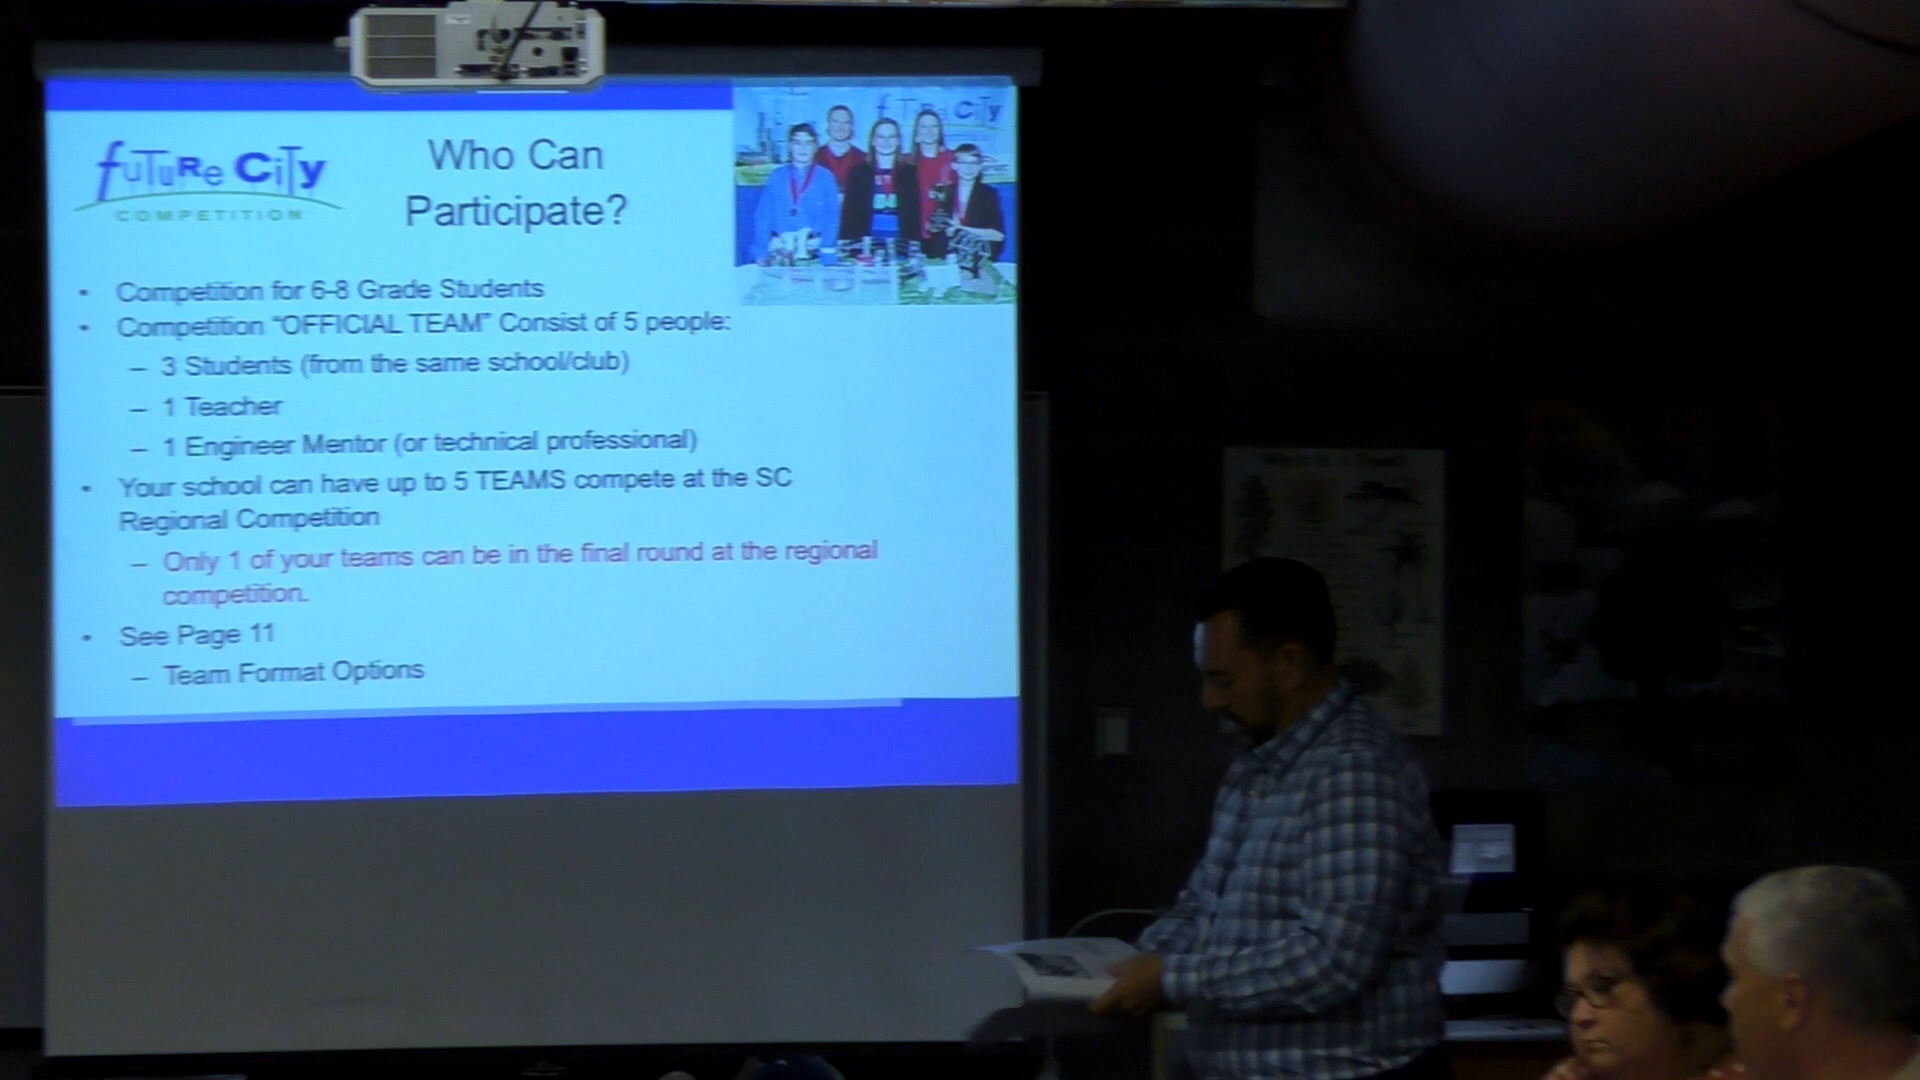 future City
COMPETITION
Who Can
Participate?
future City
• Competition for 6-8 Grade Students
• Competition "OFFICIAL TEAM" Consist of 5 people:
– 3 Students (from the same school/club)
– 1 Teacher
– 1 Engineer Mentor (or technical professional)
• Your school can have up to 5 TEAMS compete at the SC
Regional Competition
– Only 1 of your teams can be in the final round at the regional
competition.
• See Page 11
– Team Format Options